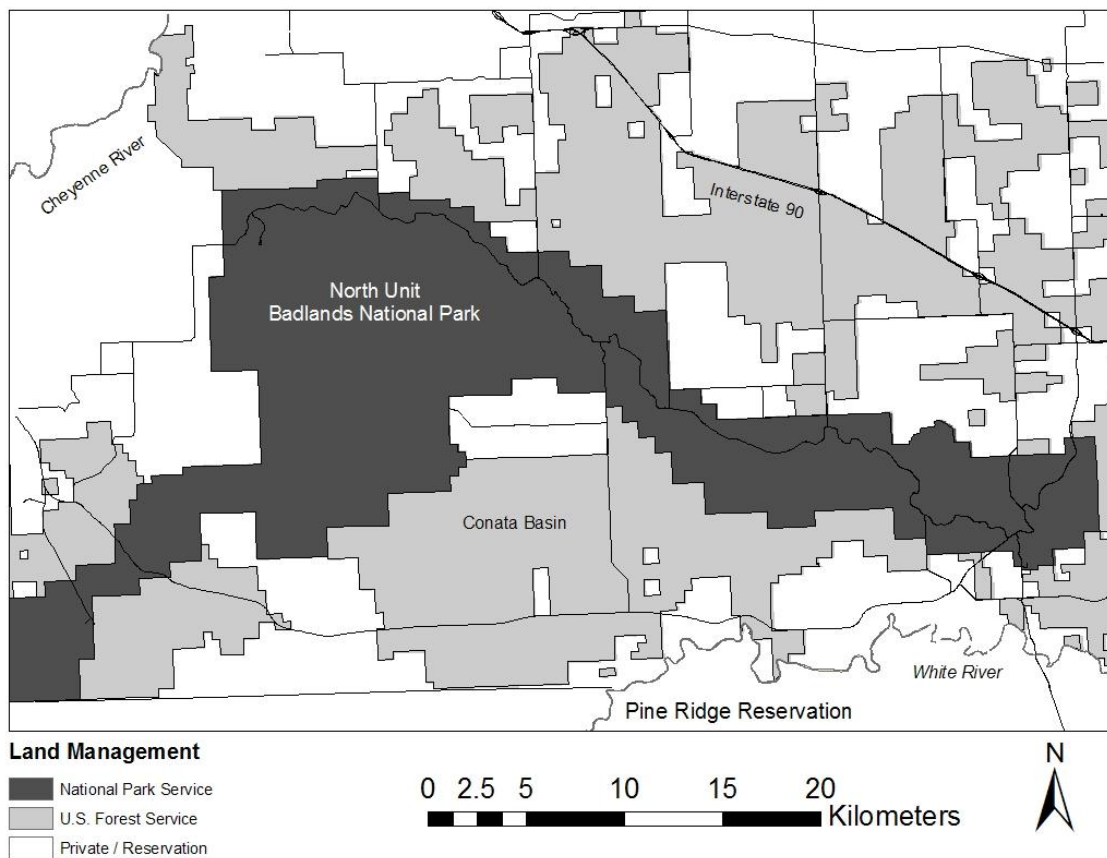 Cheyenne River
Interstate 90
North Unit
Badlands National Park
Conata Basin
White River
Pine Ridge Reservation
Land Management
National Park Service
U.S. Forest Service
Private / Reservation
0 2.5 5 10 15 20
Kilometers
N